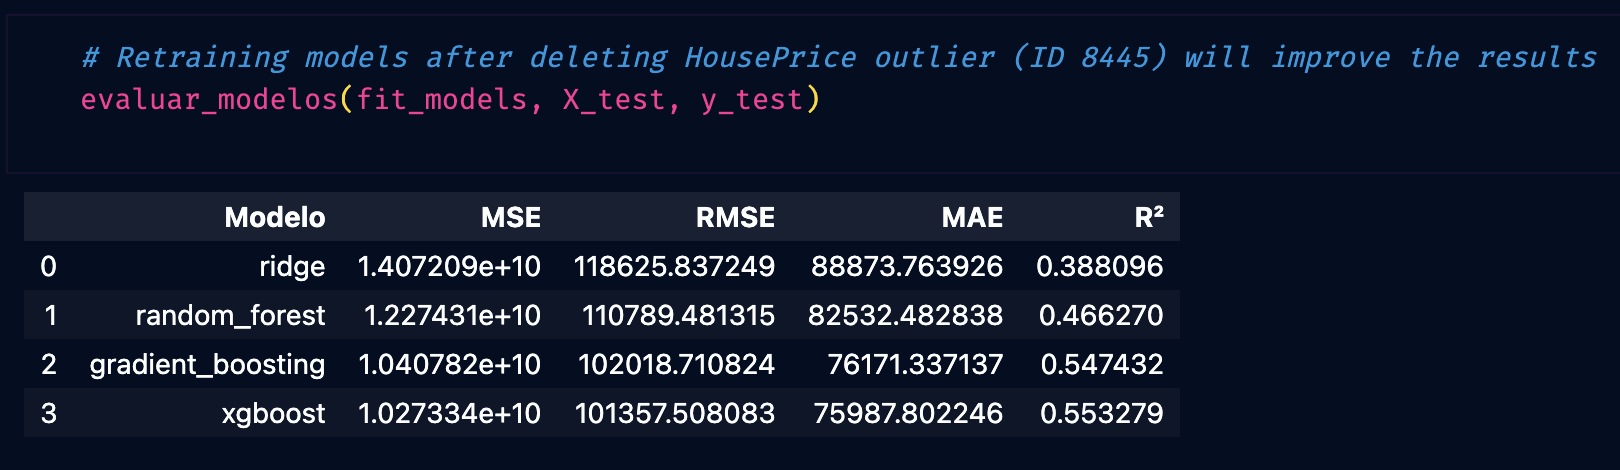 # Retraining models after deleting HousePrice outlier (ID 8445) will improve the results
evaluar_modelos(fit_models, X_test, y_test)
Modelo MSE RMSE MAE R²
0 ridge 1.407209e+10 118625.837249 88873.763926 0.388096
1 random_forest 1.227431e+10 110789.481315 82532.482838 0.466270
2 gradient_boosting 1.040782e+10 102018.710824 76171.337137 0.547432
3 xgboost 1.027334e+10 101357.508083 75987.802246 0.553279